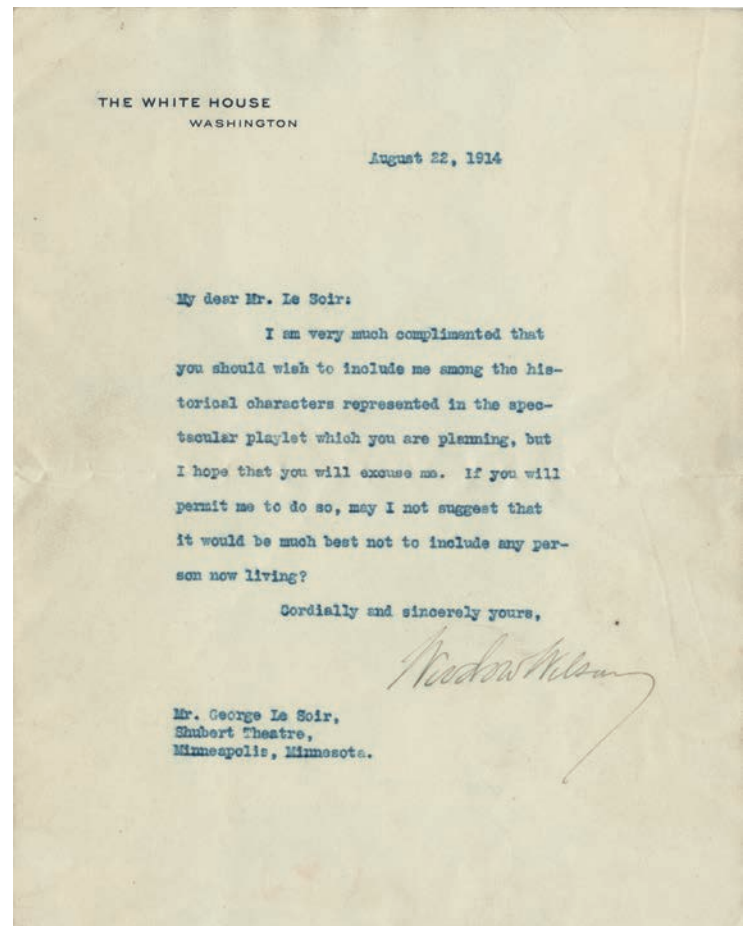 THE WHITE HOUSE
WASHINGTON
August 22, 1914
My dear Mr. Le Soir:
I am very much complimented that
you should wish to include me among the his-
torical characters represented in the spec-
tacular playlet which you are planning, but
I hope that you will excuse me. If you will
permit me to do so, may I not suggest that
it would be much best not to include any per-
son now living?
Cordially and sincerely yours,
Woodrow Wilson
Mr. George Le Soir,
Shubert Theatre,
Minneapolis, Minnesota.